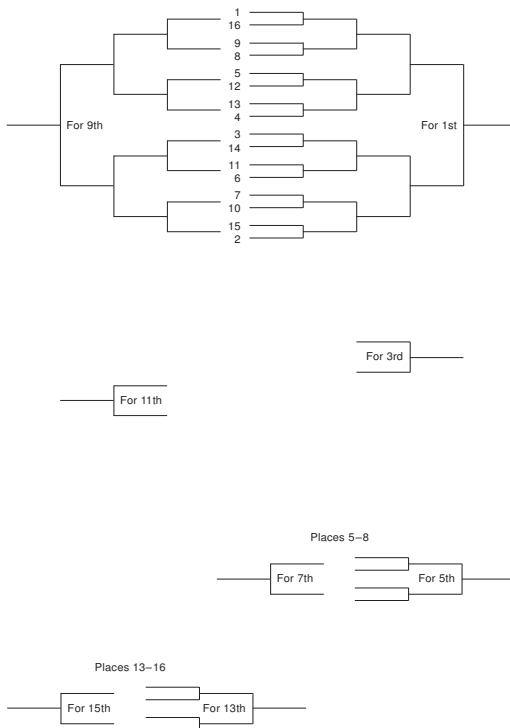 1
16
9
8
5
12
13
4
For 9th
For 1st
3
14
11
6
7
10
15
2
For 3rd
For 11th
Places 5–8
For 7th
For 5th
Places 13–16
For 15th
For 13th